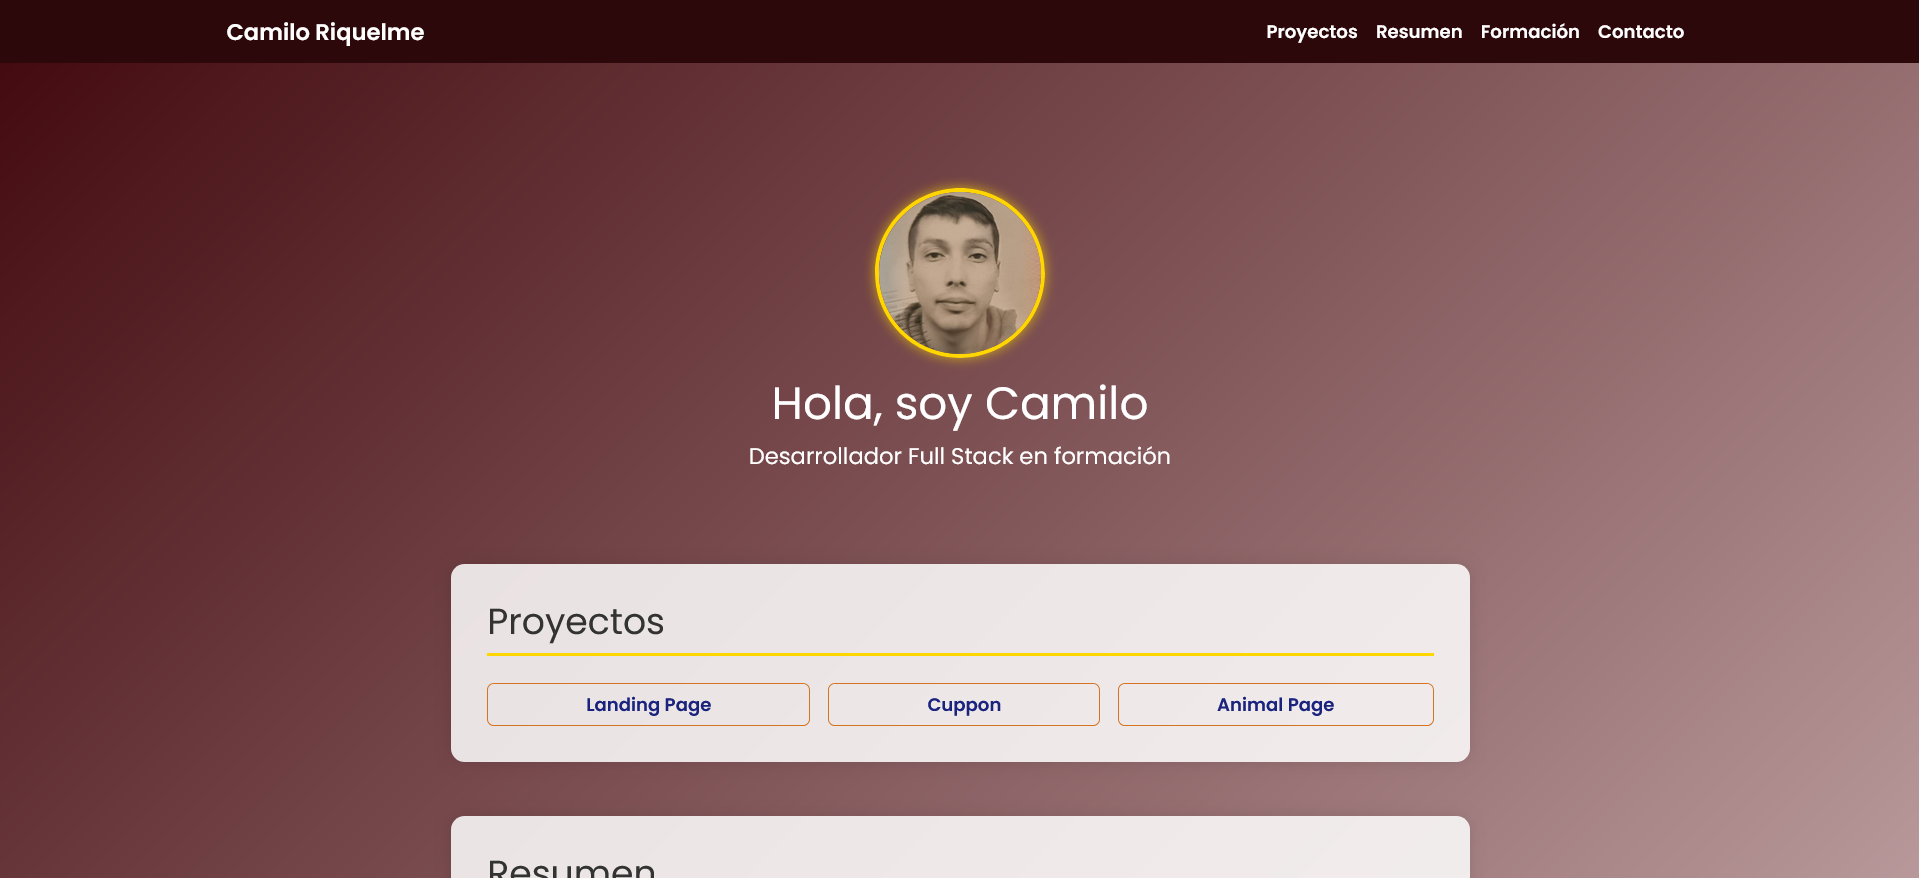 Camilo Riquelme
Proyectos Resumen Formación Contacto
Hola, soy Camilo
Desarrollador Full Stack en formación
Proyectos
Landing Page
Cuppon
Animal Page
Resumen